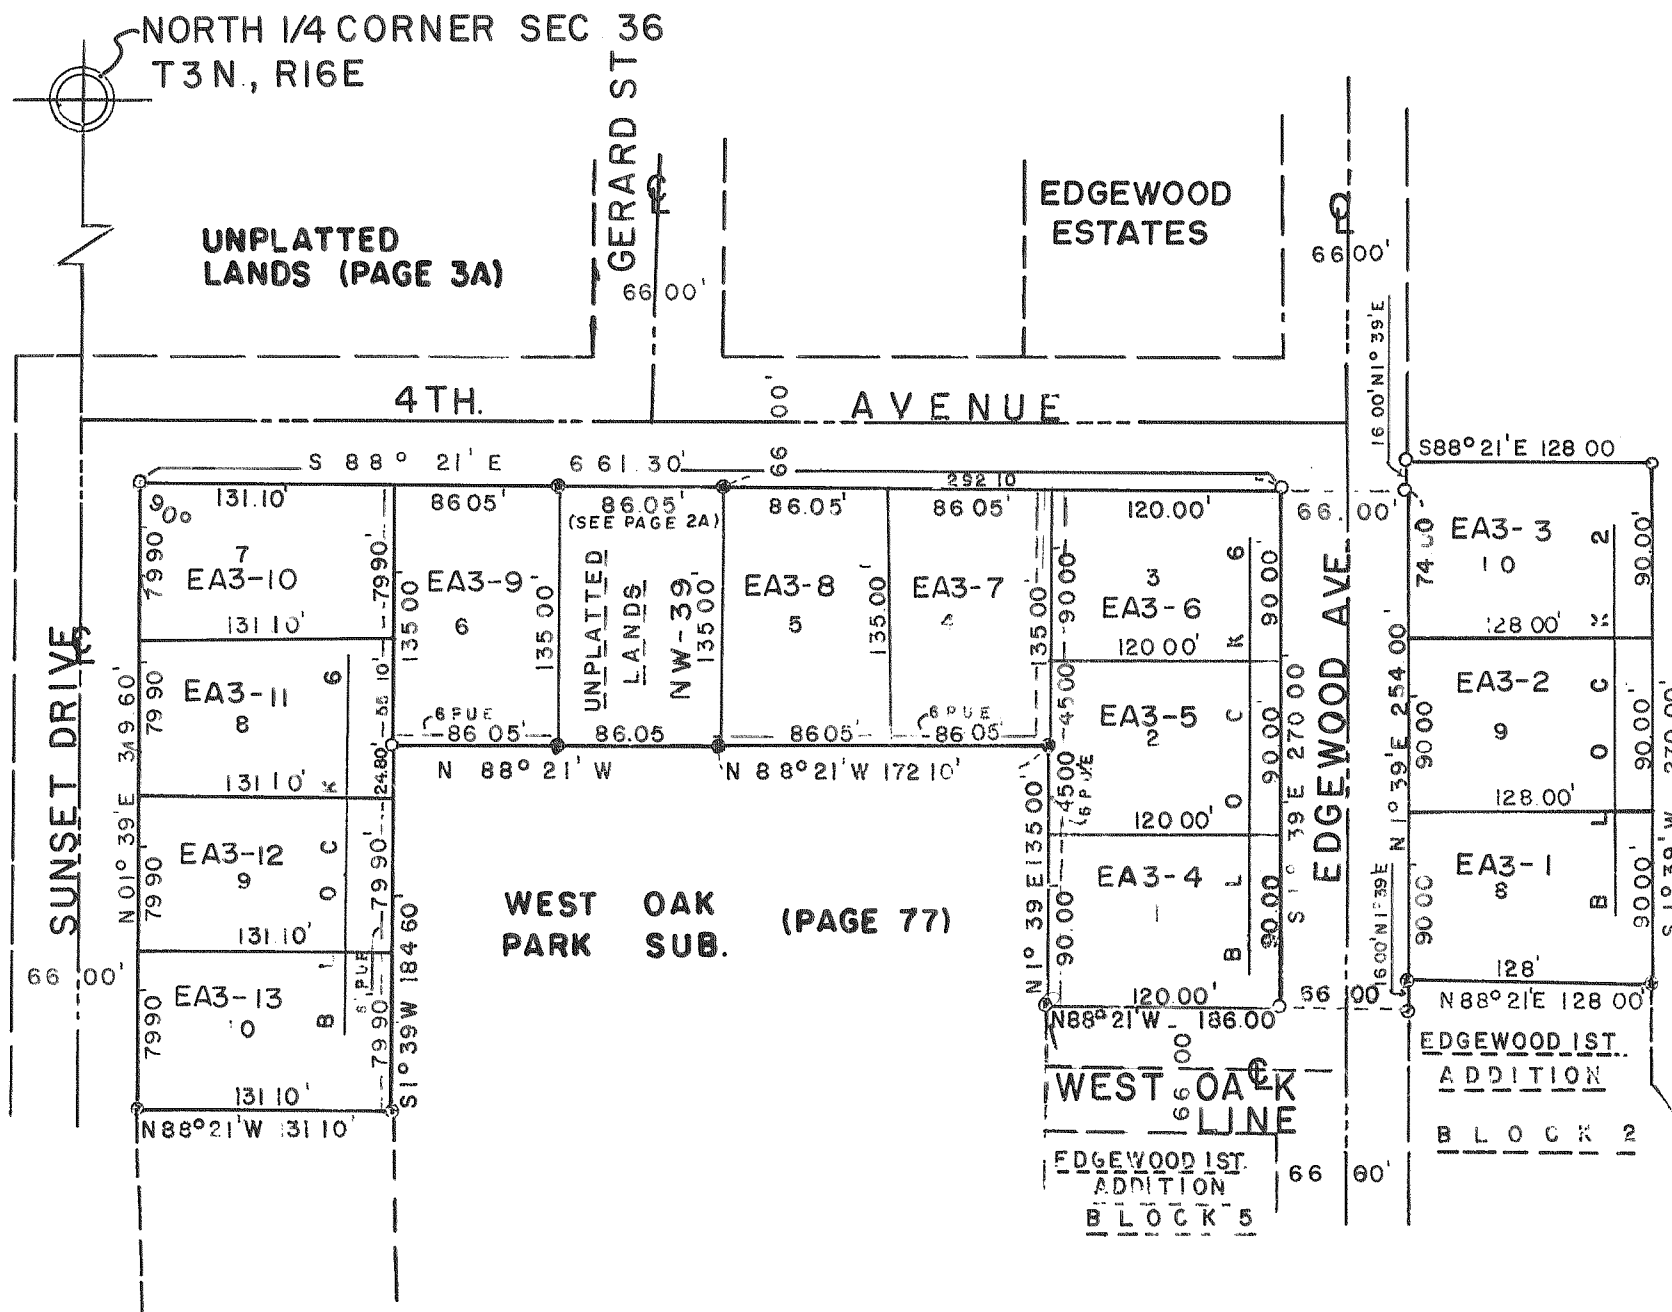 NORTH 1/4 CORNER SEC 36
T3N., R16E
GERARD ST
UNPLATTED
LANDS (PAGE 3A)
66 00'
EDGEWOOD
ESTATES
66 00'
16 00' N1° 39' E
4TH. AVENUE
66 00'
S 88° 21' E 661.30'
292 10
S88° 21' E 128 00
131.10'
90°
79 90'
7
EA3-10
79 90'
131 10'
86 05'
135 00'
EA3-9
6
135 00'
6 PUE
86 05'
86.05'
(SEE PAGE 2A)
UNPLATTED
LANDS
NW-39
135 00'
86.05
86.05'
EA3-8
5
135.00'
86 05
86 05'
EA3-7
4
135 00'
6 PUE
86 05'
120.00'
90 00'
3
EA3-6
90 00'
120 00'
66.00'
74.00
EA3-3
10
90.00'
128 00'
SUNSET DRIVE
N 01° 39' E 349 60'
79 90'
EA3-11
8
55 10'
24.80'
131 10'
BLOCK 6
79 90
EA3-12
9
79 90'
131.10'
79 90
EA3-13
10
79 90
131 10'
N 88° 21' W 131 10'
S 1° 39' W 184 60
66 00'
N 88° 21' W
N 88° 21' W 172 10'
WEST OAK (PAGE 77)
PARK SUB.
45 00'
EA3-5
2
90.00'
45 00
120 00'
N 1° 39' E 135 00'
90.00
EA3-4
1
90.00
120.00'
BLOCK 6
S 1° 39' E 270 00
EDGEWOOD AVE.
N 1° 39' E 254 00'
90 00
EA3-2
9
90.00'
128.00'
90 00
EA3-1
8
90.00'
128'
BLOCK 2
16 00' N1° 39' E
N88° 21' W 186.00
66 00'
N88° 21' E 128 00'
EDGEWOOD 1ST.
ADDITION
BLOCK 2
66 00
WEST OAK
LINE
EDGEWOOD 1ST.
ADDITION
BLOCK 5